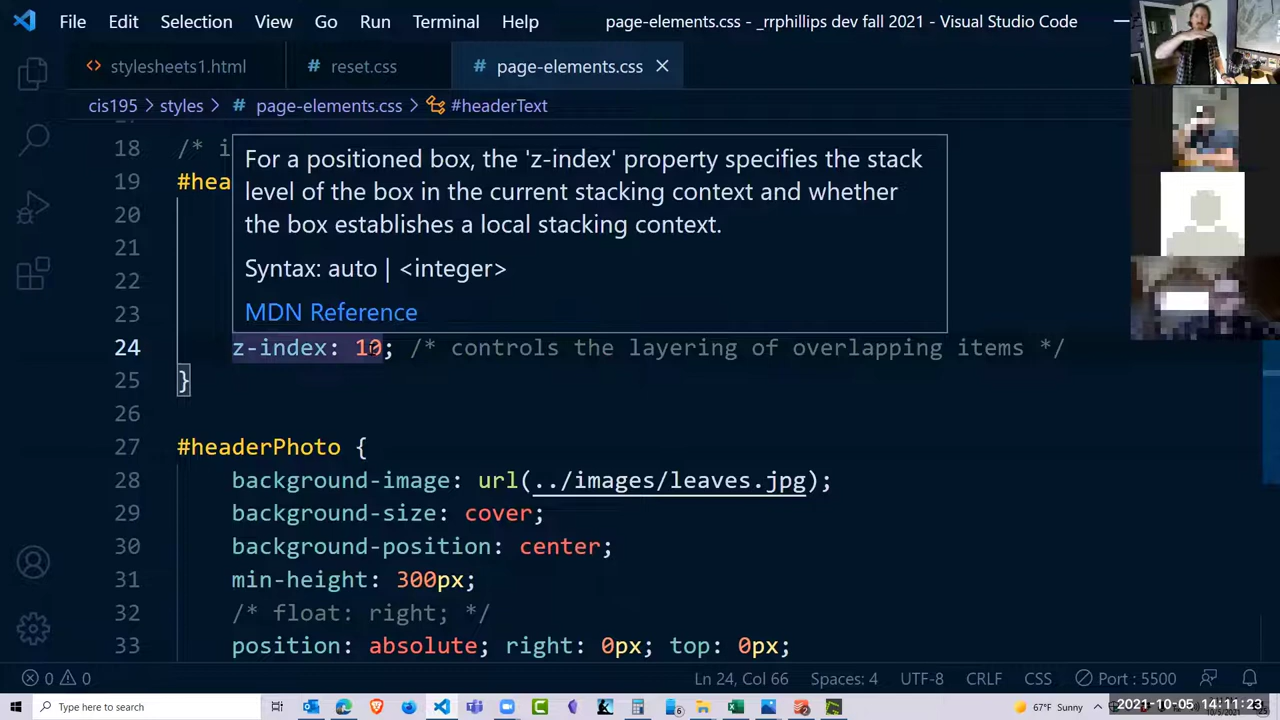 File Edit Selection View Go Run Terminal Help page-elements.css - _rrphillips dev fall 2021 - Visual Studio Code
<> stylesheets1.html # reset.css # page-elements.css ×
cis195 > styles > # page-elements.css > #headerText
18 /* i
For a positioned box, the 'z-index' property specifies the stack
19 #hea
level of the box in the current stacking context and whether
20
the box establishes a local stacking context.
21
Syntax: auto | <integer>
22
MDN Reference
23
24 z-index: 10; /* controls the layering of overlapping items */
25 }
26
27 #headerPhoto {
28 background-image: url(../images/leaves.jpg);
29 background-size: cover;
30 background-position: center;
31 min-height: 300px;
32 /* float: right; */
33 position: absolute; right: 0px; top: 0px;
0 0 Ln 24, Col 66 Spaces: 4 UTF-8 CRLF CSS Port : 5500
Type here to search 67°F Sunny 2021-10-05 14:11:23